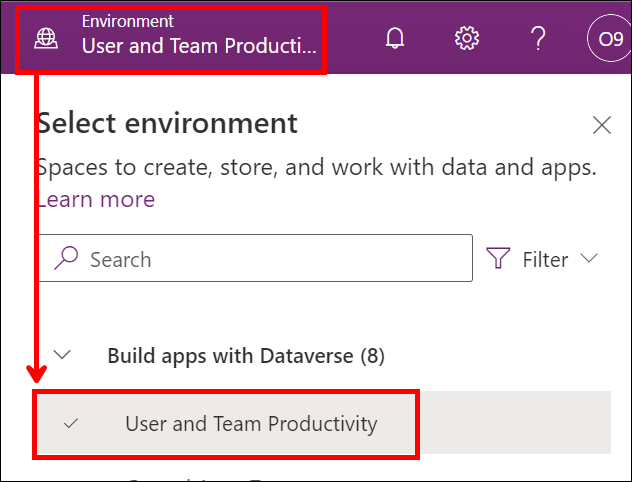 Environment
User and Team Producti...
O9
Select environment
Spaces to create, store, and work with data and apps.
Learn more
Search
Filter
Build apps with Dataverse (8)
User and Team Productivity